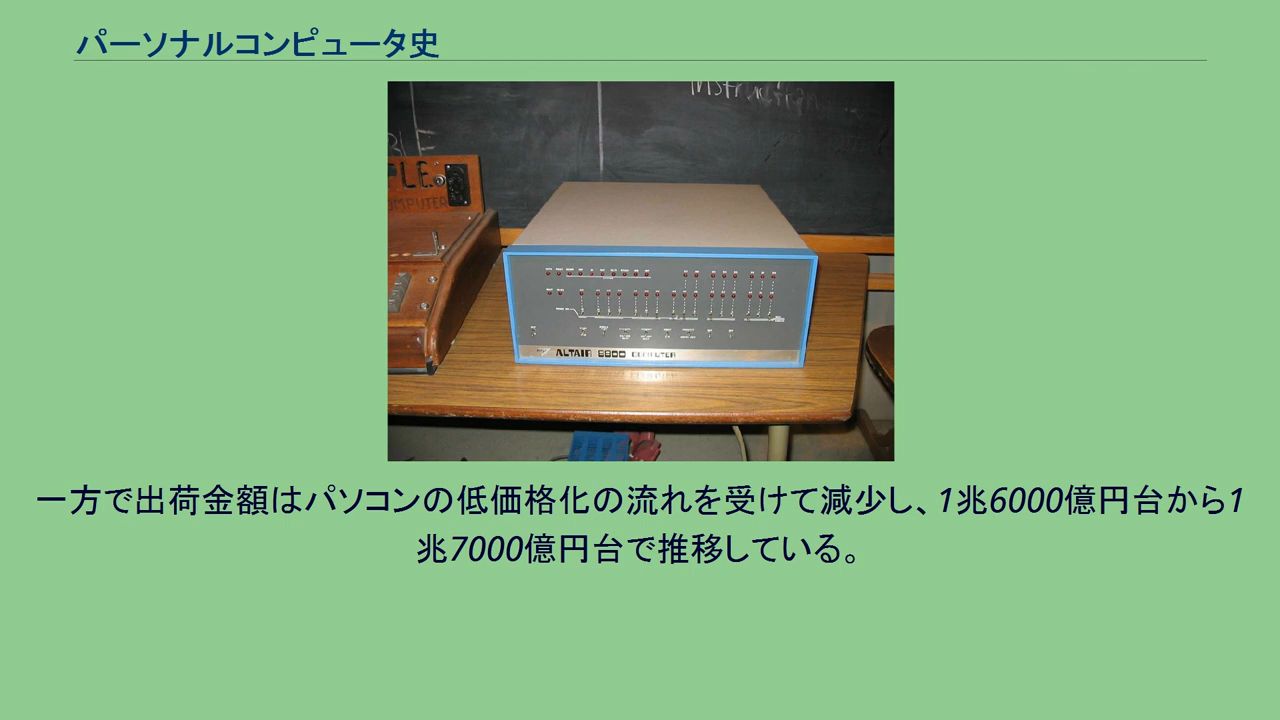 パーソナルコンピュータ史
Instruction
PLE
COMPUTER
ALTAIR 8800 COMPUTER
一方で出荷金額はパソコンの低価格化の流れを受けて減少し、1兆6000億円台から1
兆7000億円台で推移している。